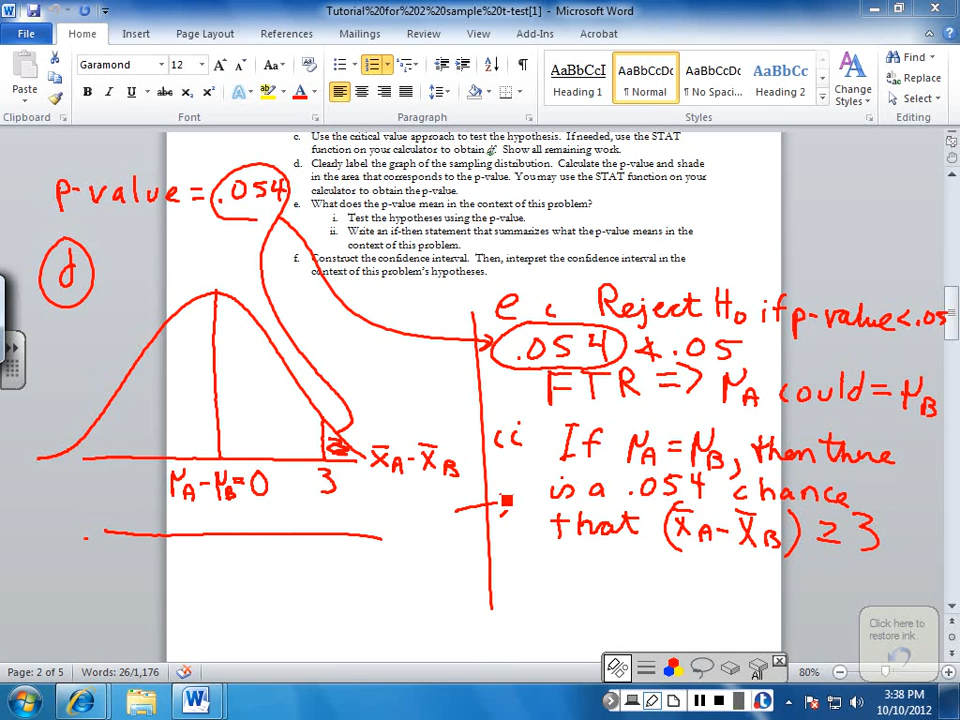 Tutorial%20for%202%20sample%20t-test[1] - Microsoft Word
File Home Insert Page Layout References Mailings Review View Add-Ins Acrobat
Garamond 12 Aa
Paste
B I U abc x₂ x² A ab A
AaBbCcI AaBbCcDc AaBbCcDc AaBbCc
Heading 1 ¶ Normal ¶ No Spaci... Heading 2
Change Styles
Find
Replace
Select
Clipboard Font Paragraph Styles Editing
c. Use the critical value approach to test the hypothesis. If needed, use the STAT
function on your calculator to obtain df. Show all remaining work.
d. Clearly label the graph of the sampling distribution. Calculate the p-value and shade
in the area that corresponds to the p-value. You may use the STAT function on your
calculator to obtain the p-value.
e. What does the p-value mean in the context of this problem?
i. Test the hypotheses using the p-value.
ii. Write an if-then statement that summarizes what the p-value means in the
context of this problem.
f. Construct the confidence interval. Then, interpret the confidence interval in the
context of this problem's hypotheses.
p-value = .054
d
μA-μB=0 3 x̄A-x̄B
e i Reject H₀ if p-value<.05
.054 ≮ .05
FTR => μA could = μB
ii If μA = μB, then there
is a .054 chance
that (x̄A-x̄B) ≥ 3
Click here to
restore ink
Page: 2 of 5 Words: 26/1,176 80%
All
3:38 PM
10/10/2012